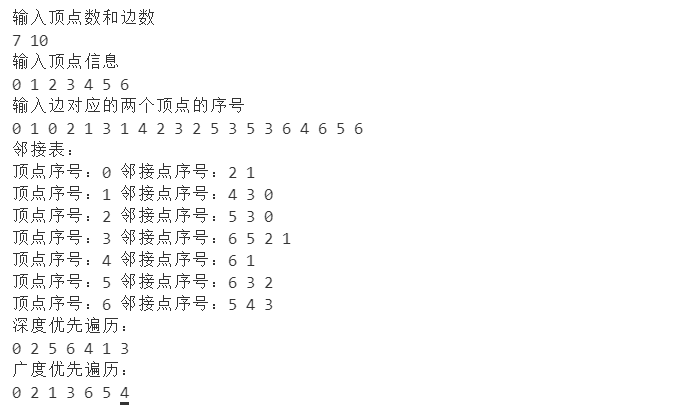 输入顶点数和边数
7 10
输入顶点信息
0 1 2 3 4 5 6
输入边对应的两个顶点的序号
0 1 0 2 1 3 1 4 2 3 2 5 3 5 3 6 4 6 5 6
邻接表：
顶点序号：0 邻接点序号：2 1
顶点序号：1 邻接点序号：4 3 0
顶点序号：2 邻接点序号：5 3 0
顶点序号：3 邻接点序号：6 5 2 1
顶点序号：4 邻接点序号：6 1
顶点序号：5 邻接点序号：6 3 2
顶点序号：6 邻接点序号：5 4 3
深度优先遍历：
0 2 5 6 4 1 3
广度优先遍历：
0 2 1 3 6 5 4